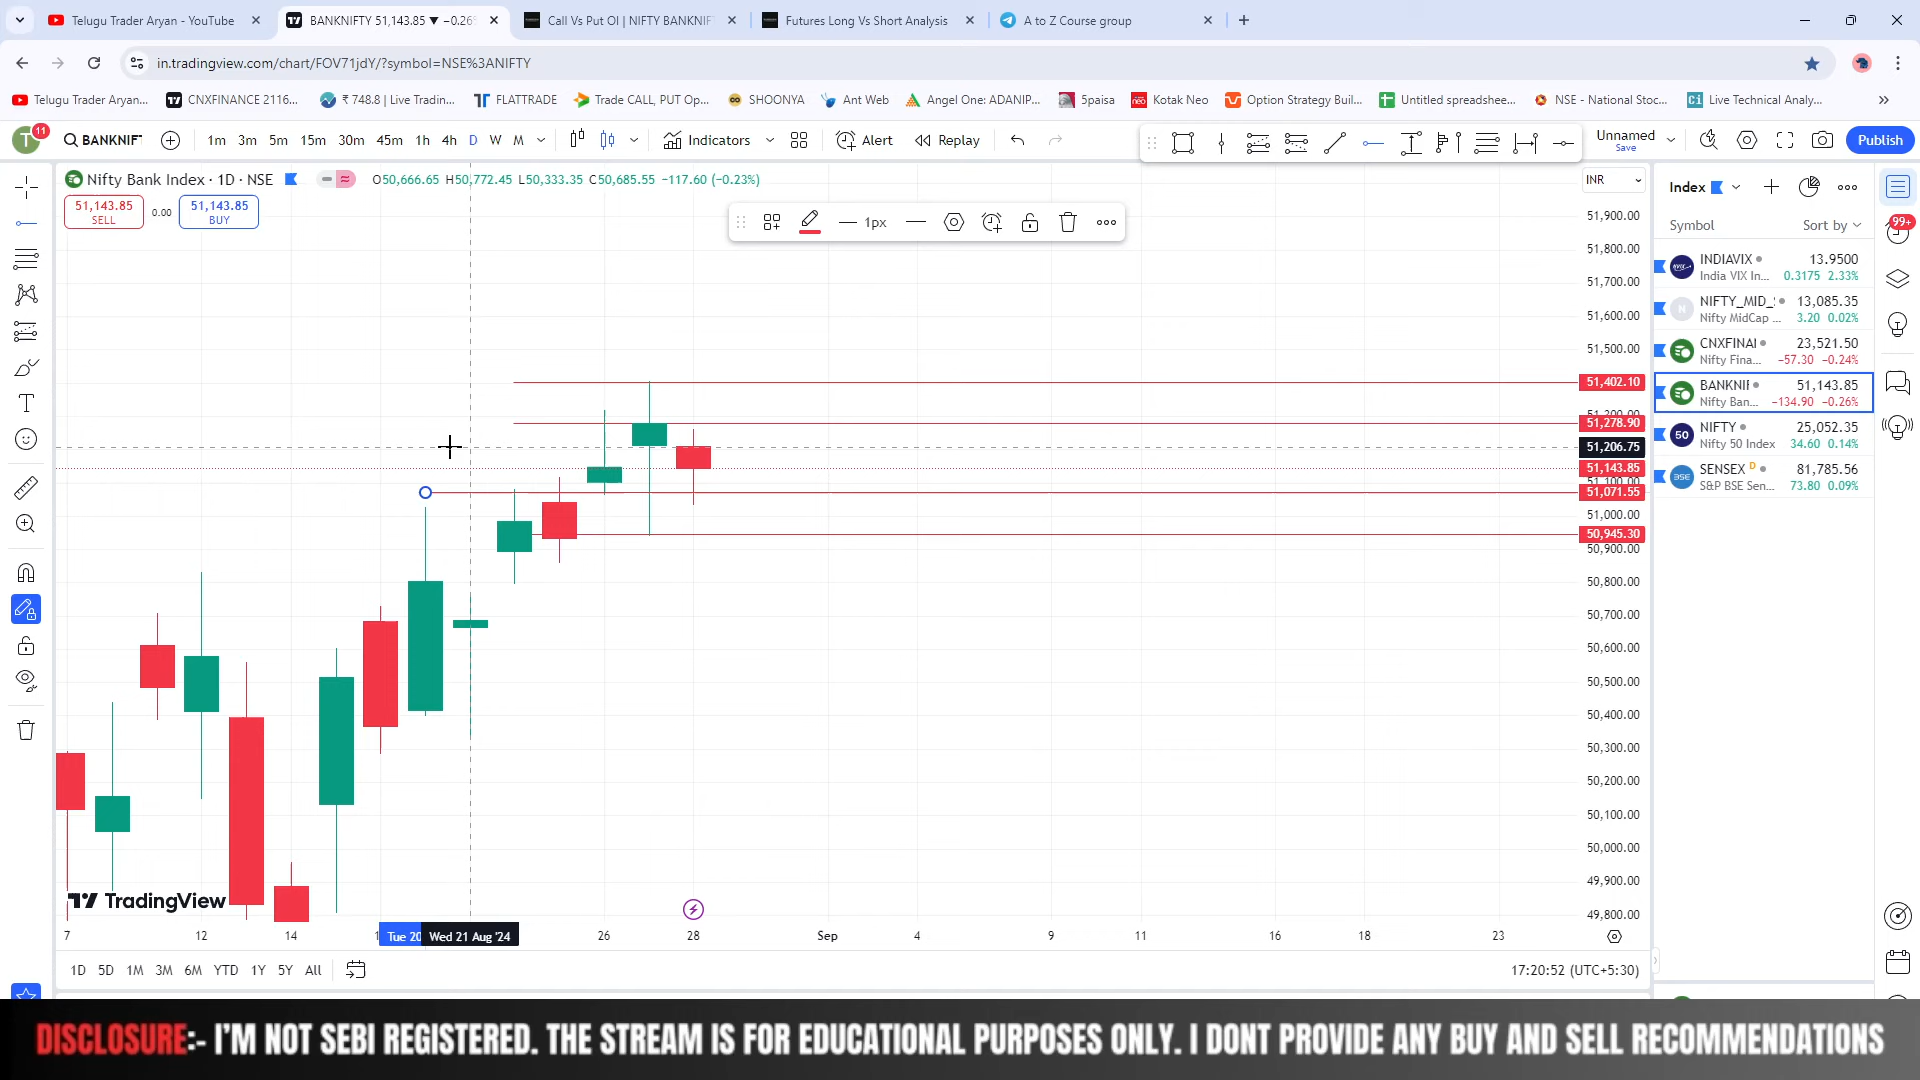 Telugu Trader Aryan - YouTube
BANKNIFTY 51,143.85 ▼ −0.26
Call Vs Put OI | NIFTY BANKNIF
Futures Long Vs Short Analysis
A to Z Course group
in.tradingview.com/chart/FOV71jdY/?symbol=NSE%3ANIFTY
Telugu Trader Aryan...
CNXFINANCE 2116...
₹ 748.8 | Live Tradin...
FLATTRADE
Trade CALL, PUT Op...
SHOONYA
Ant Web
Angel One: ADANIP...
5paisa
Kotak Neo
Option Strategy Buil...
Untitled spreadshee...
NSE - National Stoc...
Live Technical Analy...
T 11
BANKNIF
1m 3m 5m 15m 30m 45m 1h 4h D W M
Indicators
Alert
Replay
Unnamed
Save
Publish
Nifty Bank Index · 1D · NSE
O50,666.65 H50,772.45 L50,333.35 C50,685.55 −117.60 (−0.23%)
51,143.85
SELL
0.00
51,143.85
BUY
1px
INR
51,900.00
51,800.00
51,700.00
51,600.00
51,500.00
51,402.10
51,278.90
51,206.75
51,143.85
51,071.55
51,000.00
50,945.30
50,900.00
50,800.00
50,700.00
50,600.00
50,500.00
50,400.00
50,300.00
50,200.00
50,100.00
50,000.00
49,900.00
49,800.00
Index
Symbol
Sort by
INDIAVIX 13.9500
India VIX In... 0.3175 2.33%
NIFTY_MID_ 13,085.35
Nifty MidCap ... 3.20 0.02%
CNXFINAI 23,521.50
Nifty Fina... −57.30 −0.24%
BANKNIF 51,143.85
Nifty Ban... −134.90 −0.26%
50 NIFTY 25,052.35
Nifty 50 Index 34.60 0.14%
BSE SENSEX D 81,785.56
S&P BSE Sen... 73.80 0.09%
99+
TradingView
7 12 14 Tue 20 Wed 21 Aug '24 26 28 Sep 4 9 11 16 18 23
1D 5D 1M 3M 6M YTD 1Y 5Y All
17:20:52 (UTC+5:30)
DISCLOSURE:- I'M NOT SEBI REGISTERED. THE STREAM IS FOR EDUCATIONAL PURPOSES ONLY. I DONT PROVIDE ANY BUY AND SELL RECOMMENDATIONS